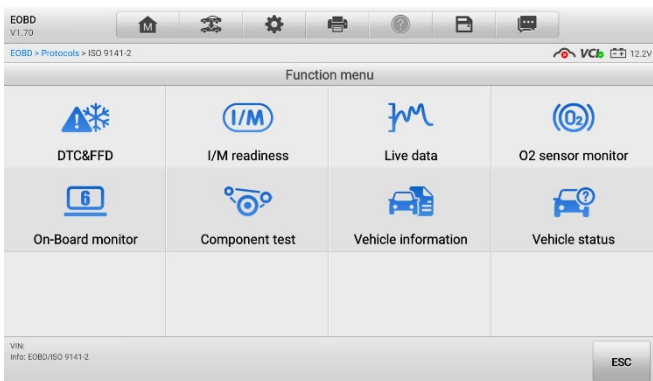 EOBD
V1.70
M
EOBD > Protocols > ISO 9141-2
VCb 12.2V
Function menu
I/M
O2
DTC&FFD
I/M readiness
Live data
O2 sensor monitor
6
On-Board monitor
Component test
Vehicle information
Vehicle status
VIN:
Info: EOBD/ISO 9141-2
ESC